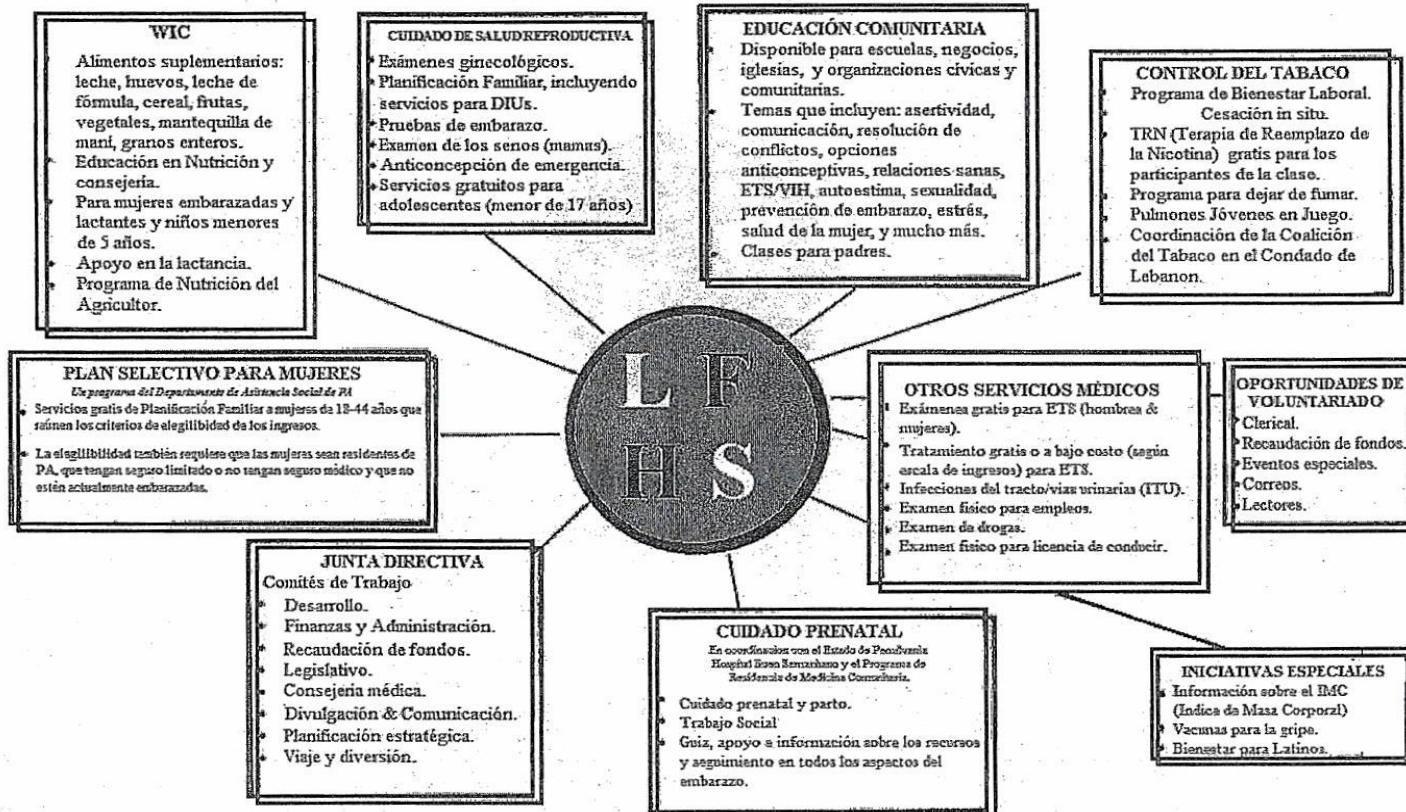 WIC
Alimentos suplementarios:
leche, huevos, leche de
fórmula, cereal, frutas,
vegetales, mantequilla de
maní, granos enteros.
Educación en Nutrición y
consejería.
Para mujeres embarazadas y
lactantes y niños menores
de 5 años.
Apoyo en la lactancia.
Programa de Nutrición del
Agricultor.
CUIDADO DE SALUD REPRODUCTIVA
Exámenes ginecológicos.
Planificación Familiar, incluyendo
servicios para DIUs.
Pruebas de embarazo.
Examen de los senos (mamas).
Anticoncepción de emergencia.
Servicios gratuitos para
adolescentes (menor de 17 años)
EDUCACIÓN COMUNITARIA
Disponible para escuelas, negocios,
iglesias, y organizaciones cívicas y
comunitarias.
Temas que incluyen: asertividad,
comunicación, resolución de
conflictos, opciones
anticonceptivas, relaciones sanas,
ETS/VIH, autoestima, sexualidad,
prevención de embarazo, estrés,
salud de la mujer, y mucho más.
Clases para padres.
CONTROL DEL TABACO
Programa de Bienestar Laboral.
Cesación in situ.
TRN (Terapia de Reemplazo de
la Nicotina) gratis para los
participantes de la clase.
Programa para dejar de fumar.
Pulmones Jóvenes en Juego.
Coordinación de la Coalición
del Tabaco en el Condado de
Lebanon.
PLAN SELECTIVO PARA MUJERES
Un programa del Departamento de Asistencia Social de PA
Servicios gratis de Planificación Familiar a mujeres de 18-44 años que
reúnen los criterios de elegilibidad de los ingresos.
La elegilibilidad también requiere que las mujeres sean residentes de
PA, que tengan seguro limitado o no tengan seguro médico y que no
estén actualmente embarazadas.
L F
H S
OTROS SERVICIOS MÉDICOS
Exámenes gratis para ETS (hombres &
mujeres).
Tratamiento gratis o a bajo costo (según
escala de ingresos) para ETS.
Infecciones del tracto/vias urinarias (ITU).
Examen físico para empleos.
Examen de drogas.
Examen físico para licencia de conducir.
OPORTUNIDADES DE
VOLUNTARIADO
Clerical.
Recaudación de fondos.
Eventos especiales.
Correos.
Lectores.
JUNTA DIRECTIVA
Comités de Trabajo
Desarrollo.
Finanzas y Administración.
Recaudación de fondos.
Legislativo.
Consejería médica.
Divulgación & Comunicación.
Planificación estratégica.
Viaje y diversión.
CUIDADO PRENATAL
En coordinacion con el Estado de Pensilvania
Hospital Buen Samaritano y el Programa de
Residencia de Medicina Comunitaria.
Cuidado prenatal y parto.
Trabajo Social
Guía, apoyo e información sobre los recursos
y seguimiento en todos los aspectos del
embarazo.
INICIATIVAS ESPECIALES
Información sobre el IMC
(Indice de Masa Corporal)
Vacunas para la gripe.
Bienestar para Latinos.